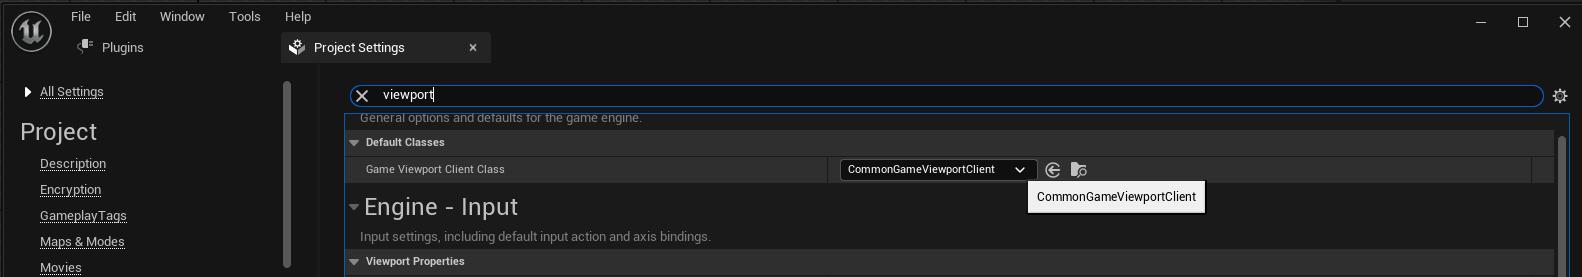 File Edit Window Tools Help
Plugins
Project Settings
All Settings
viewport
Project
Description
Encryption
GameplayTags
Maps & Modes
Movies
General options and defaults for the game engine.
Default Classes
Game Viewport Client Class
CommonGameViewportClient
CommonGameViewportClient
Engine - Input
Input settings, including default input action and axis bindings.
Viewport Properties